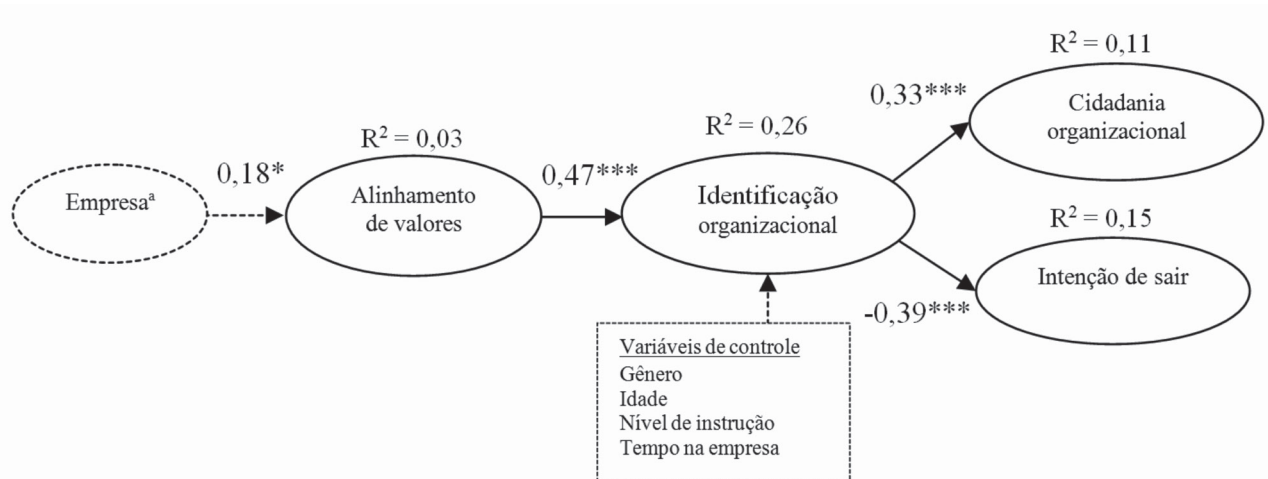 R² = 0,11
0,33***
Cidadania
organizacional
R² = 0,26
R² = 0,03
0,18*
0,47***
Empresaᵃ
Alinhamento
de valores
Identificação
organizacional
R² = 0,15
Intenção de sair
-0,39***
Variáveis de controle
Gênero
Idade
Nível de instrução
Tempo na empresa